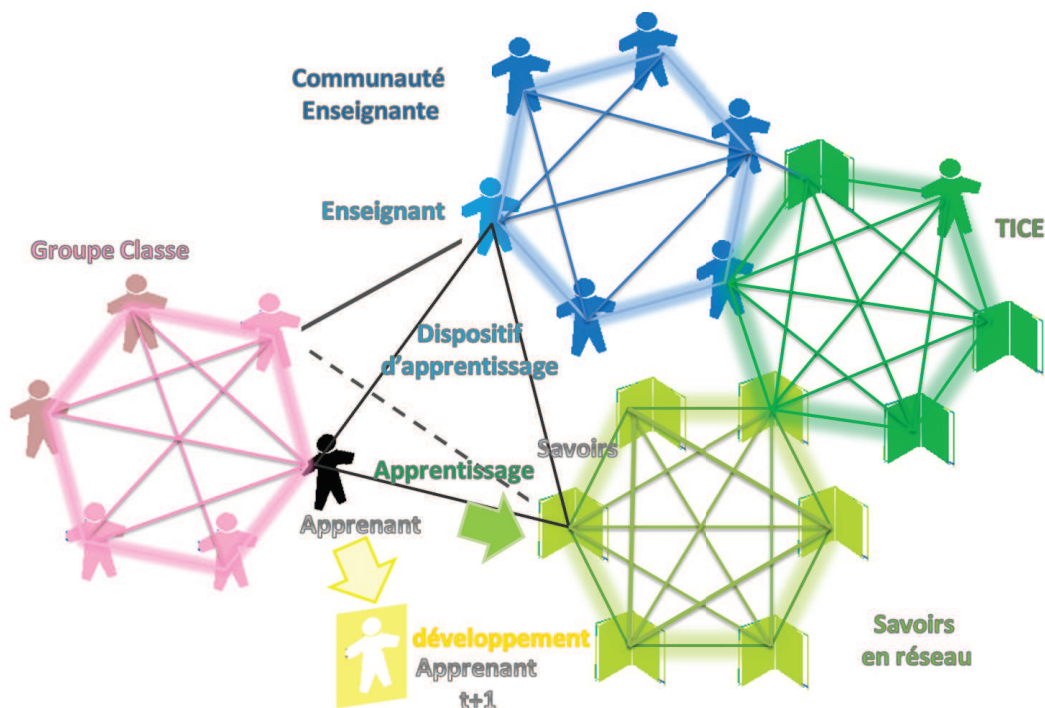 Communauté
Enseignante
Enseignant
TICE
Groupe Classe
Dispositif
d'apprentissage
Savoirs
Apprentissage
Apprenant
développement
Apprenant
t+1
Savoirs
en réseau